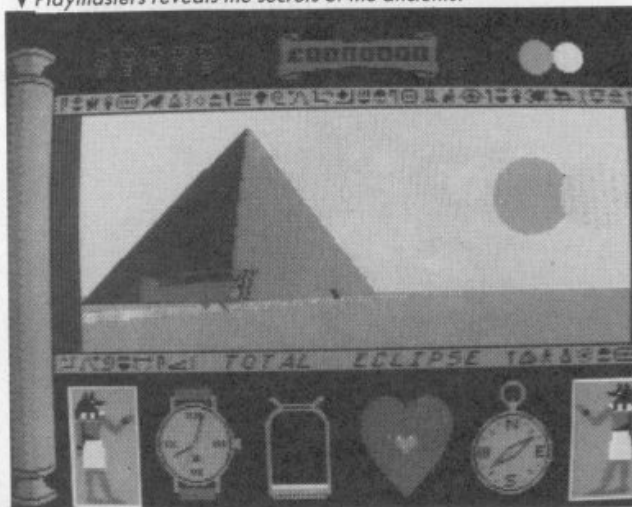 Playmasters reveals the secrets of the ancients.
TOTAL ECLIPSE
N
E
S